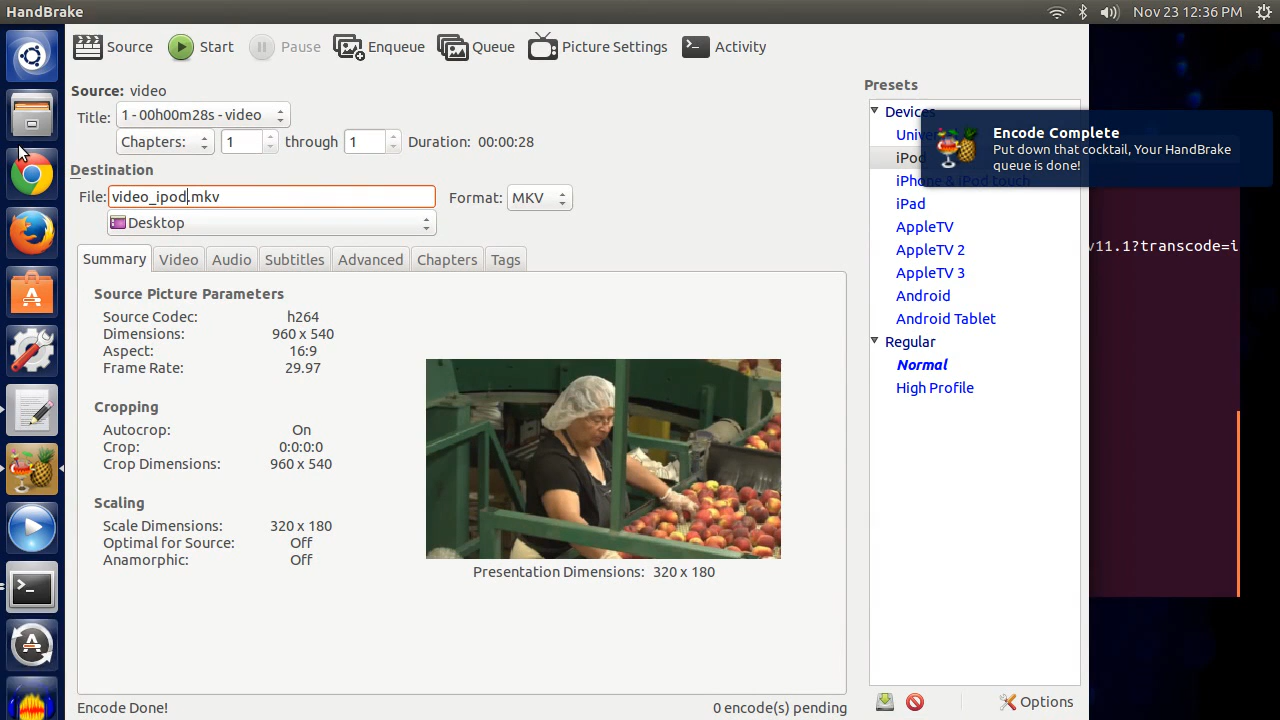 HandBrake
Nov 23 12:36 PM
Source
Start
Pause
Enqueue
Queue
Picture Settings
Activity
Source: video
Title: 1 - 00h00m28s - video
Chapters: 1 through 1 Duration: 00:00:28
Destination
File: video_ipod.mkv Format: MKV
Desktop
Summary
Video
Audio
Subtitles
Advanced
Chapters
Tags
Source Picture Parameters
Source Codec: h264
Dimensions: 960 x 540
Aspect: 16:9
Frame Rate: 29.97
Cropping
Autocrop: On
Crop: 0:0:0:0
Crop Dimensions: 960 x 540
Scaling
Scale Dimensions: 320 x 180
Optimal for Source: Off
Anamorphic: Off
Presentation Dimensions: 320 x 180
Presets
Devices
iPod
iPhone & iPod touch
iPad
AppleTV
AppleTV 2
AppleTV 3
Android
Android Tablet
Regular
Normal
High Profile
Encode Complete
Put down that cocktail, Your HandBrake
queue is done!
v11.1?transcode=i
Encode Done!
0 encode(s) pending
Options